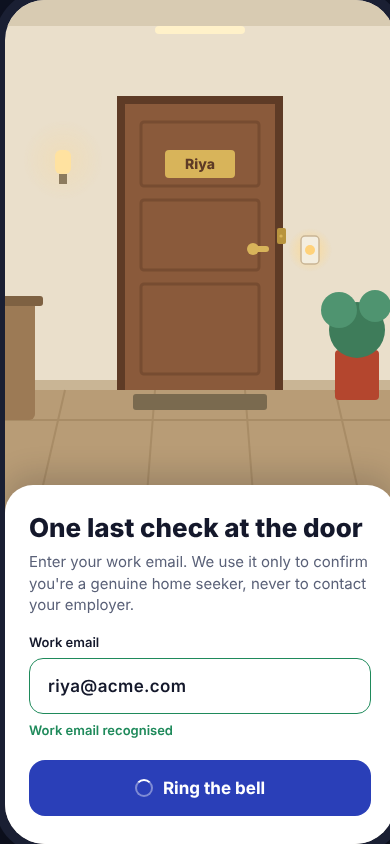 Riya
One last check at the door
Enter your work email. We use it only to confirm
you're a genuine home seeker, never to contact
your employer.
Work email
riya@acme.com
Work email recognised
Ring the bell